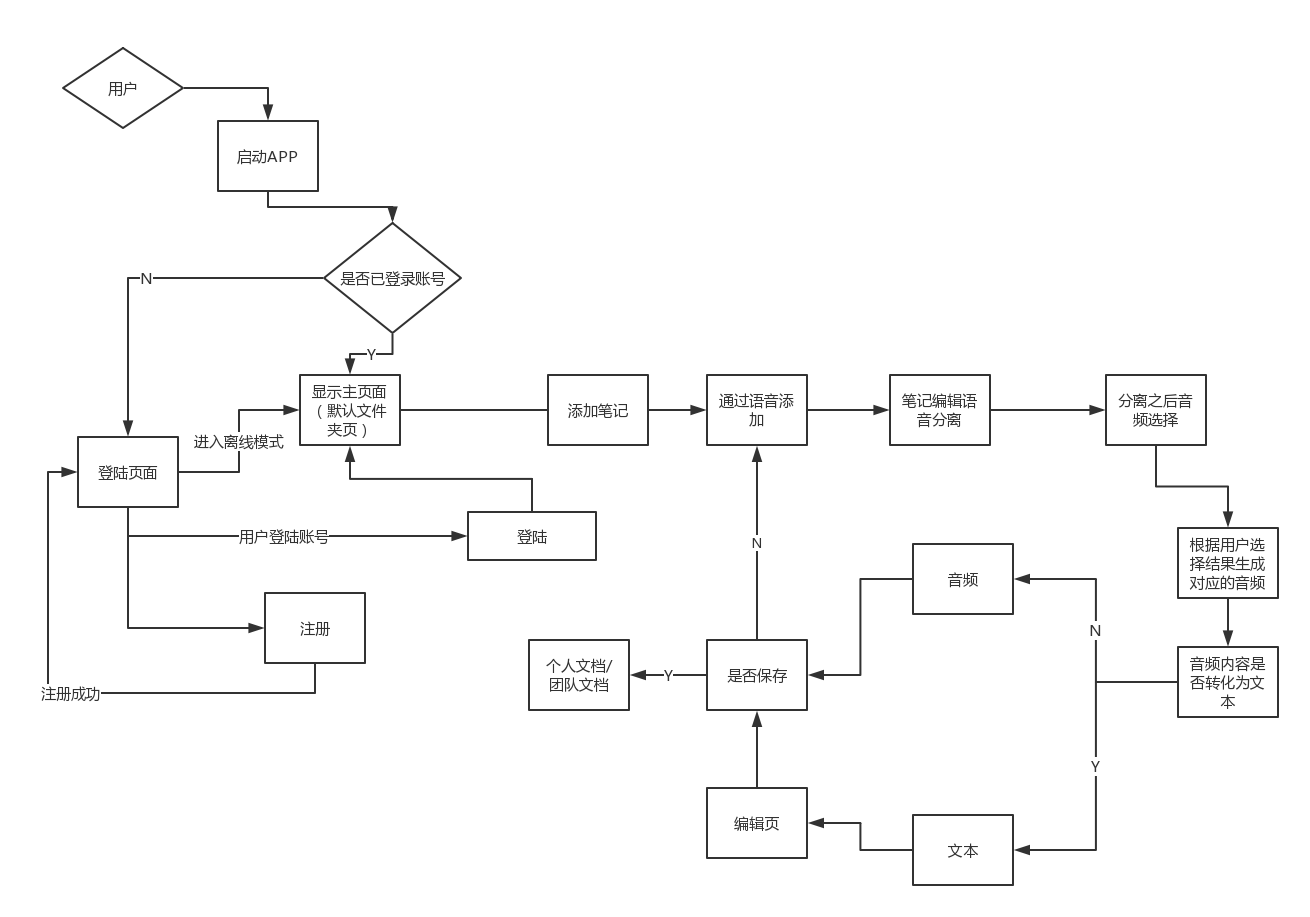 用户
启动APP
是否已登录账号
N
Y
显示主页面
（默认文件
夹页）
添加笔记
通过语音添
加
笔记编辑语
音分离
分离之后音
频选择
进入离线模式
登陆页面
用户登陆账号
登陆
N
音频
根据用户选
择结果生成
对应的音频
注册
N
个人文档/
团队文档
Y
是否保存
音频内容是
否转化为文
本
注册成功
Y
编辑页
文本